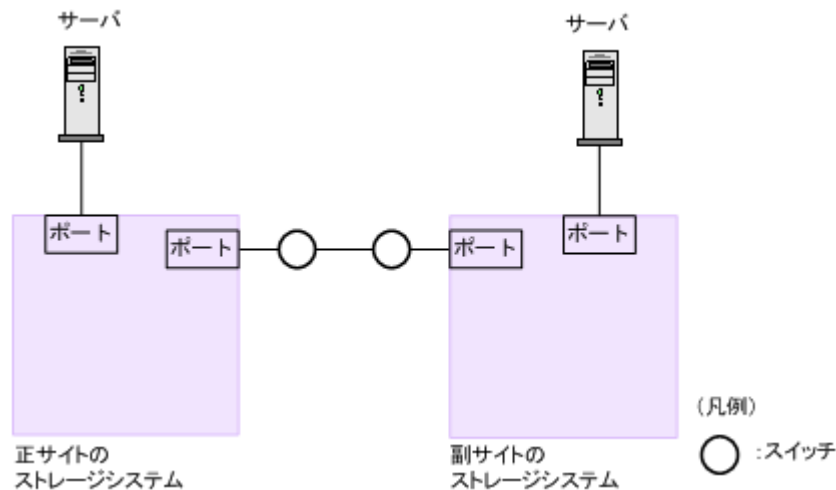 サーバ
サーバ
ポート
ポート
ポート
ポート
正サイトの
ストレージシステム
副サイトの
ストレージシステム
(凡例)
:スイッチ